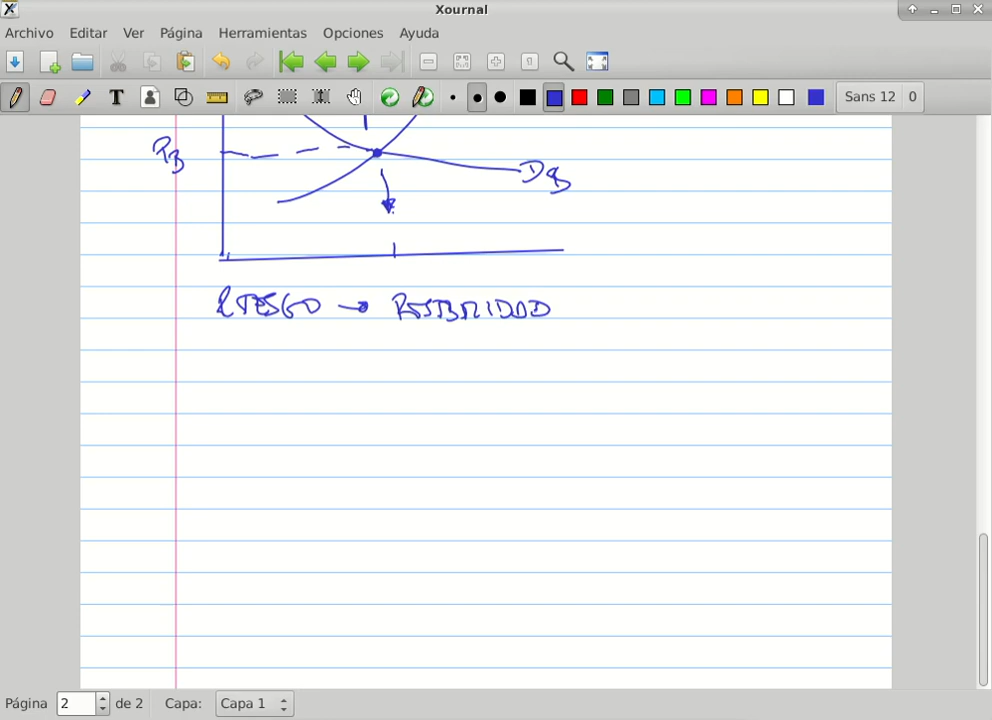 Xournal
Archivo Editar Ver Página Herramientas Opciones Ayuda
Sans 12 0
PB
DB
RIESGO → RENTABILIDAD
Página 2 de 2 Capa: Capa 1